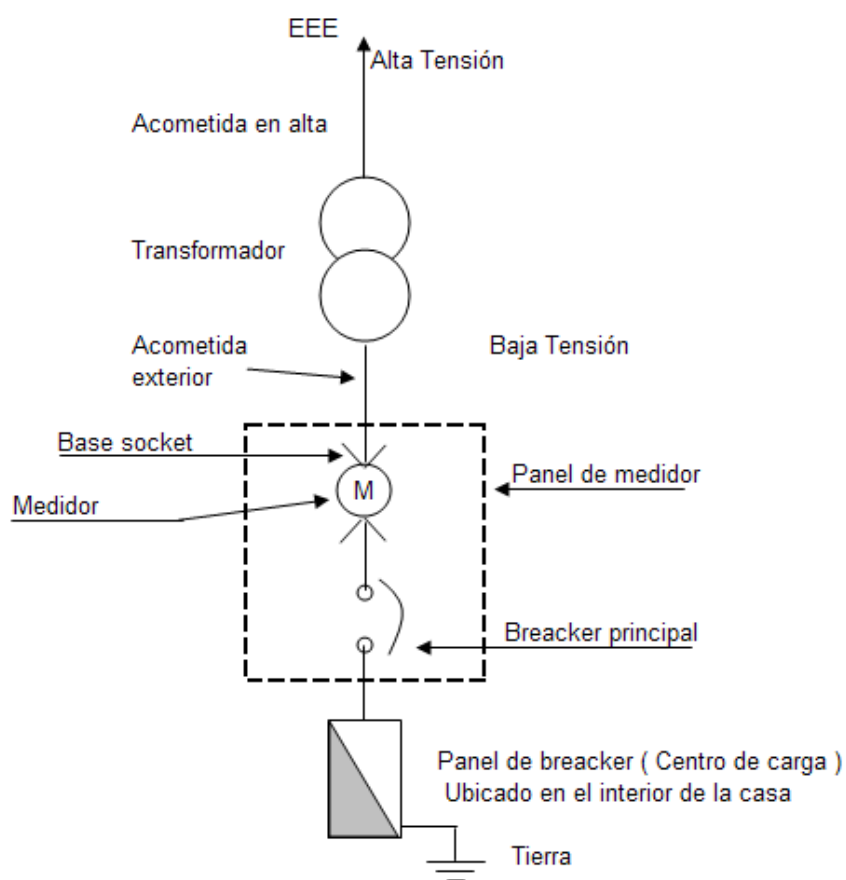 EEE
Alta Tensión
Acometida en alta
Transformador
Acometida
exterior
Baja Tensión
Base socket
Panel de medidor
Medidor
M
Breacker principal
Panel de breacker ( Centro de carga )
Ubicado en el interior de la casa
Tierra